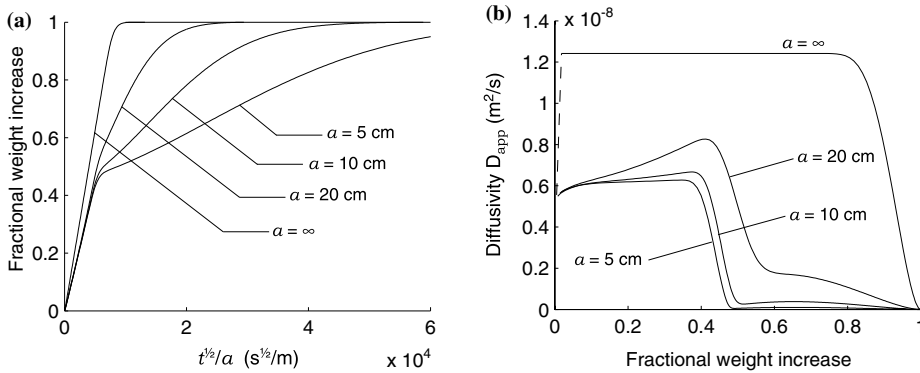 (a)
1
0.8
0.6
0.4
0.2
0
Fractional weight increase
a = 5 cm
a = 10 cm
a = 20 cm
a = ∞
0 2 4 6
x 10⁴
t^½/a (s^½/m)
(b)
x 10⁻⁸
1.4
1.2
1
0.8
0.6
0.4
0.2
0
Diffusivity D_app (m²/s)
a = ∞
a = 20 cm
a = 10 cm
a = 5 cm
0 0.2 0.4 0.6 0.8 1
Fractional weight increase